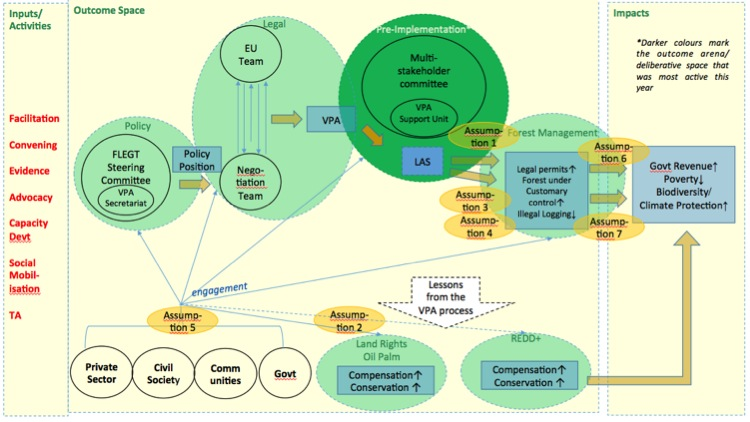 Inputs/
Activities
Facilitation
Convening
Evidence
Advocacy
Capacity
Devt
Social
Mobil-
isation
TA
Outcome Space
Policy
FLEGT
Steering
Committee
VPA
Secretariat
Policy
Position
Legal
EU
Team
Nego-
tiation
Team
VPA
Pre-Implementation*
Multi-
stakeholder
committee
VPA
Support Unit
LAS
Assump-
tion 1
Assump-
tion 3
Assump-
tion 4
Forest Management
Legal permits↑
Forest under
Customary
control↑
Illegal Logging↓
Assump-
tion 6
Assump-
tion 7
engagement
Assump-
tion 5
Private
Sector
Civil
Society
Comm
unities
Govt
Assump-
tion 2
Lessons
from the
VPA process
Land Rights
Oil Palm
Compensation↑
Conservation ↑
REDD+
Compensation↑
Conservation ↑
Impacts
*Darker colours mark
the outcome arena/
deliberative space that
was most active this
year
Govt Revenue↑
Poverty↓
Biodiversity/
Climate Protection↑